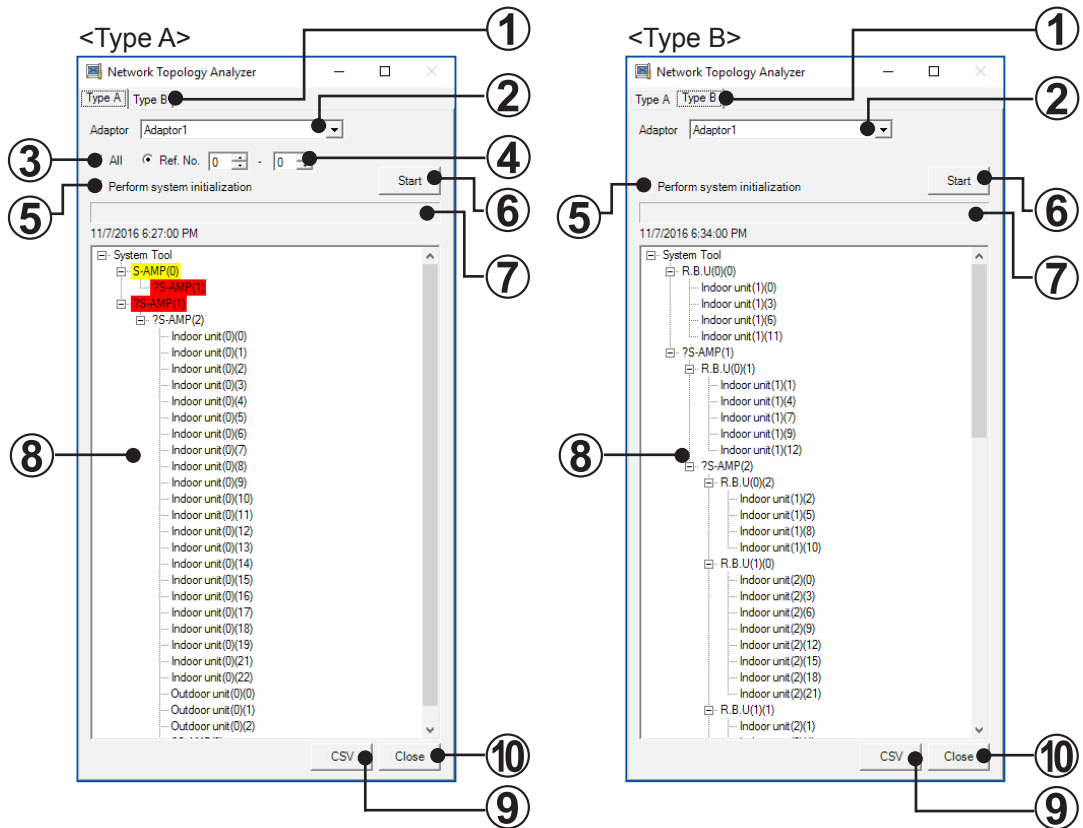 <Type A>
1
Network Topology Analyzer
Type A Type B
2
Adaptor Adaptor1
3
All Ref. No. 0 - 0
4
5
Perform system initialization
Start
6
7
11/7/2016 6:27:00 PM
System Tool
S-AMP(0)
?S-AMP(1)
?S-AMP(1)
?S-AMP(2)
Indoor unit(0)(0)
Indoor unit(0)(1)
Indoor unit(0)(2)
Indoor unit(0)(3)
Indoor unit(0)(4)
Indoor unit(0)(5)
Indoor unit(0)(6)
Indoor unit(0)(7)
Indoor unit(0)(8)
Indoor unit(0)(9)
Indoor unit(0)(10)
Indoor unit(0)(11)
Indoor unit(0)(12)
Indoor unit(0)(13)
Indoor unit(0)(14)
Indoor unit(0)(15)
Indoor unit(0)(16)
Indoor unit(0)(17)
Indoor unit(0)(18)
Indoor unit(0)(19)
Indoor unit(0)(21)
Indoor unit(0)(22)
Outdoor unit(0)(0)
Outdoor unit(0)(1)
Outdoor unit(0)(2)
8
CSV Close
10
9
<Type B>
1
Network Topology Analyzer
Type A Type B
2
Adaptor Adaptor1
5
Perform system initialization
Start
6
7
11/7/2016 6:34:00 PM
System Tool
R.B.U(0)(0)
Indoor unit(1)(0)
Indoor unit(1)(3)
Indoor unit(1)(6)
Indoor unit(1)(11)
?S-AMP(1)
R.B.U(0)(1)
Indoor unit(1)(1)
Indoor unit(1)(4)
Indoor unit(1)(7)
Indoor unit(1)(9)
Indoor unit(1)(12)
8
?S-AMP(2)
R.B.U(0)(2)
Indoor unit(1)(2)
Indoor unit(1)(5)
Indoor unit(1)(8)
Indoor unit(1)(10)
R.B.U(1)(0)
Indoor unit(2)(0)
Indoor unit(2)(3)
Indoor unit(2)(6)
Indoor unit(2)(9)
Indoor unit(2)(12)
Indoor unit(2)(15)
Indoor unit(2)(18)
Indoor unit(2)(21)
R.B.U(1)(1)
Indoor unit(2)(1)
CSV Close
10
9